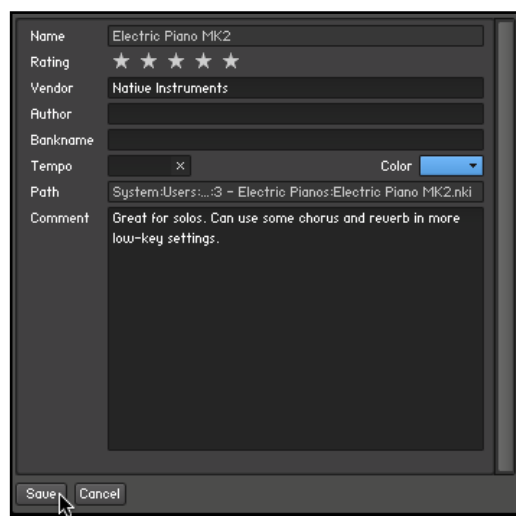 Name Electric Piano MK2
Rating
Vendor Native Instruments
Author
Bankname
Tempo × Color
Path System:Users:...:3 - Electric Pianos:Electric Piano MK2.nki
Comment Great for solos. Can use some chorus and reverb in more
low-key settings.
Save Cancel